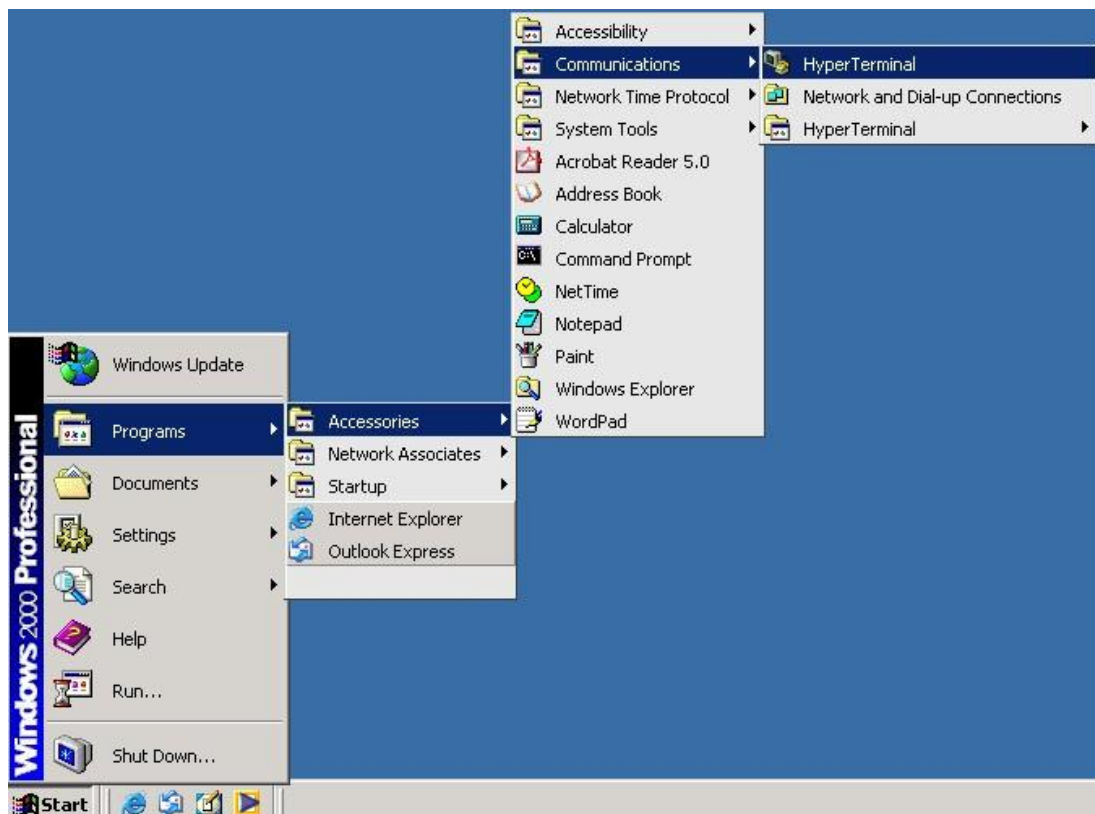 Accessibility
Communications
Network Time Protocol
System Tools
Acrobat Reader 5.0
Address Book
Calculator
Command Prompt
NetTime
Notepad
Paint
Windows Explorer
WordPad
HyperTerminal
Network and Dial-up Connections
HyperTerminal
Windows Update
Programs
Documents
Settings
Search
Help
Run...
Shut Down...
Accessories
Network Associates
Startup
Internet Explorer
Outlook Express
Windows 2000 Professional
Start